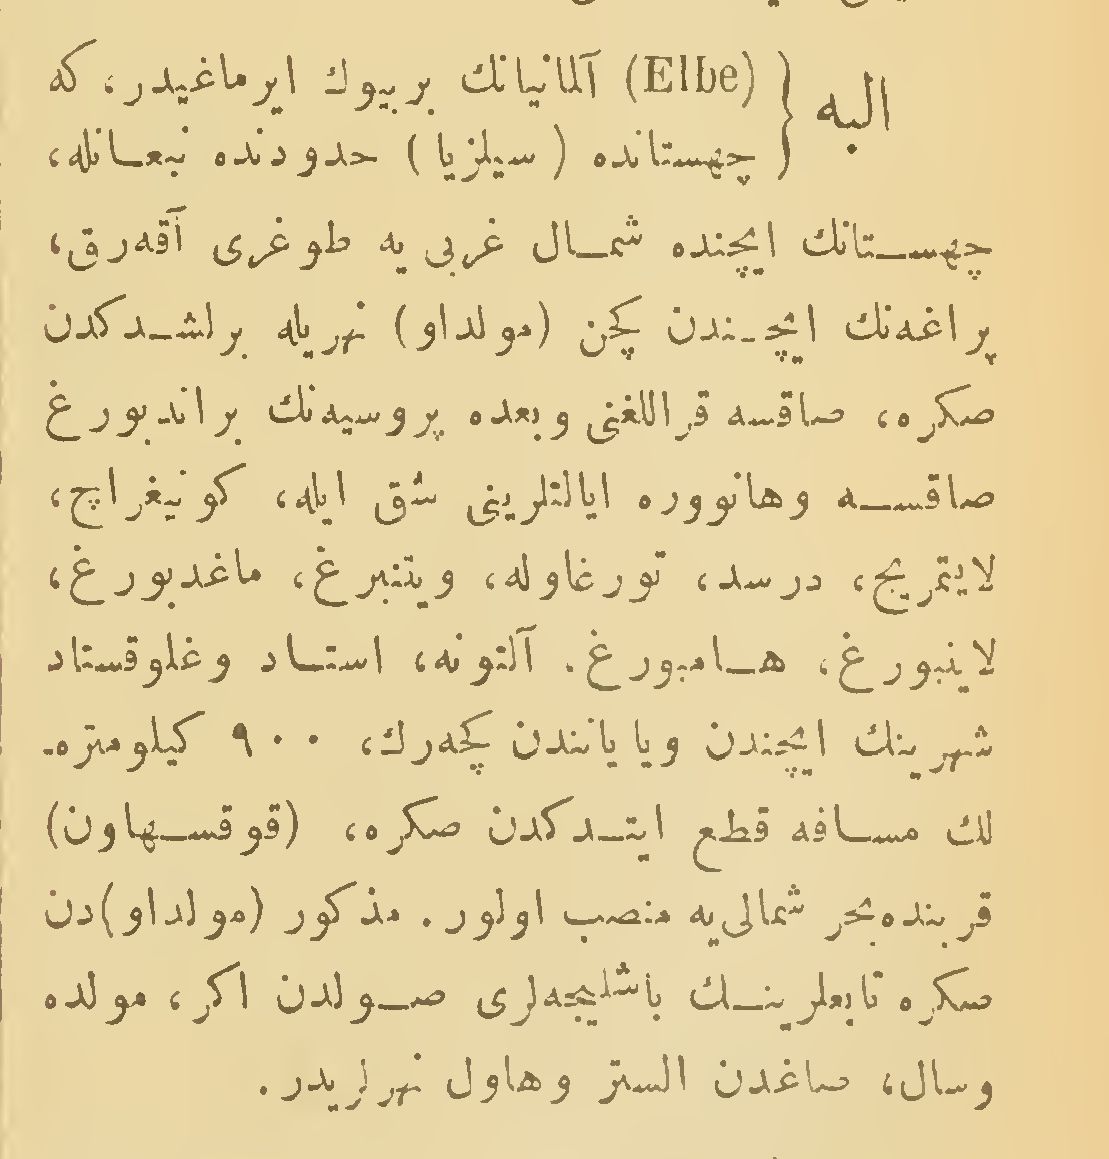 البه } (Elbe) آلمانیانك بر بیوك ایرماغیدر، كه
چهستانده ( سیلزیا ) حدودنده نبعانله،
چهستانك ایچنده شمال غربی یه طوغری آقه‌رق،
پراغه‌نك ایچندن كچن (مولداو) نهریله برلشدكدن
صكره، صاقسه قراللغنی وبعده پروسیه‌نك براندبورغ
صاقسه وهانووره ایالتلرینی شق ایله، كونیغراچ،
لایتمریج، درسد، تورغاوله، ویتنبرغ، ماغدبورغ،
لاینبورغ، هامبورغ. آلتونه، استاد وغلوقستاد
شهرینك ایچندن ویا یانندن كچه‌رك، ٩٠٠ كیلومتره‌-
لك مسافه قطع ایتدكدن صكره، (قوقسهاون)
قربنده بحر شمالی‌یه منصب اولور. مذكور (مولداو)دن
صكره تابعلرینك باشلیجه‌لری صولدن اكر، مولده
وسال، صاغدن الستر وهاول نهرلریدر.